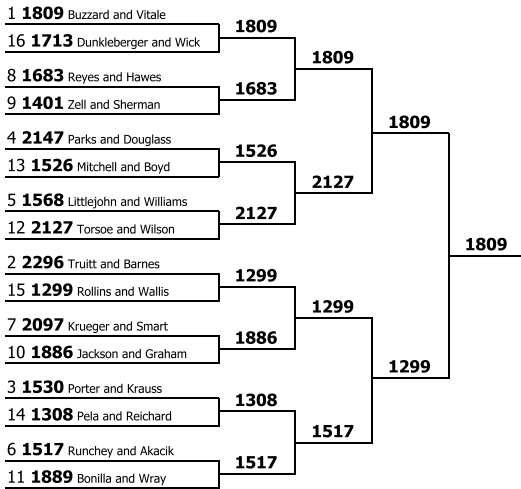 1 1809 Buzzard and Vitale
16 1713 Dunkleberger and Wick
8 1683 Reyes and Hawes
9 1401 Zell and Sherman
4 2147 Parks and Douglass
13 1526 Mitchell and Boyd
5 1568 Littlejohn and Williams
12 2127 Torsoe and Wilson
2 2296 Truitt and Barnes
15 1299 Rollins and Wallis
7 2097 Krueger and Smart
10 1886 Jackson and Graham
3 1530 Porter and Krauss
14 1308 Pela and Reichard
6 1517 Runchey and Akacik
11 1889 Bonilla and Wray
1809
1683
1526
2127
1299
1886
1308
1517
1809
2127
1299
1517
1809
1299
1809